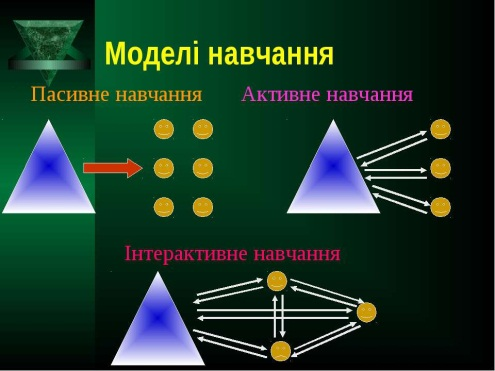 Моделі навчання
Пасивне навчання
Активне навчання
Інтерактивне навчання